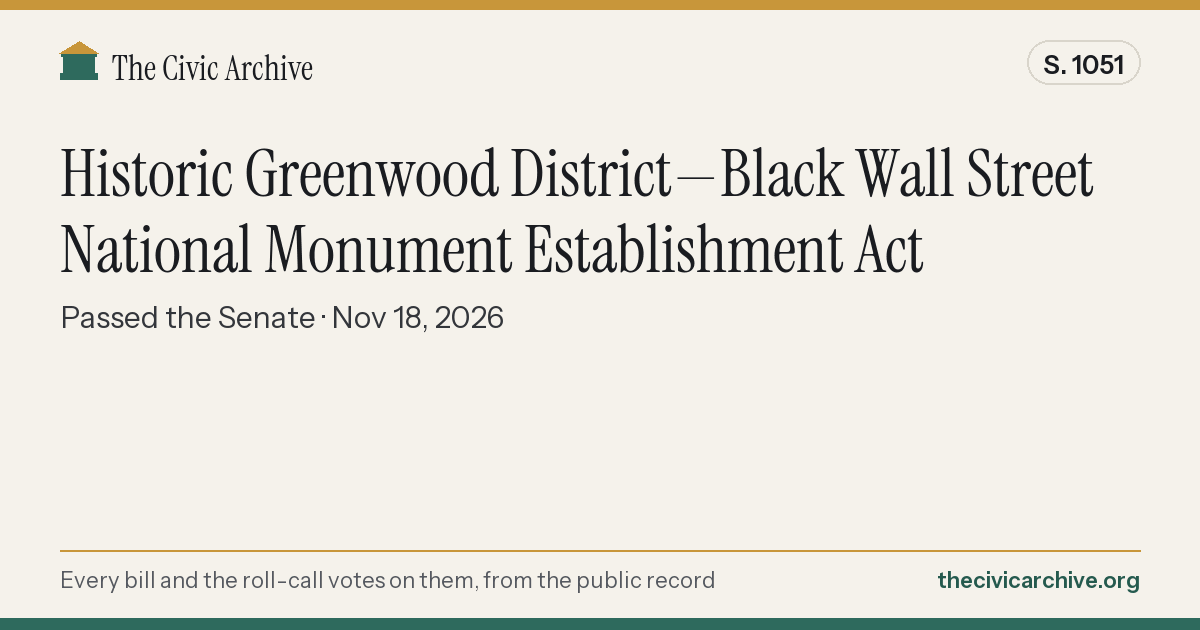 The Civic Archive
S. 1051
Historic Greenwood District—Black Wall Street
National Monument Establishment Act
Passed the Senate · Nov 18, 2026
Every bill and the roll-call votes on them, from the public record
thecivicarchive.org